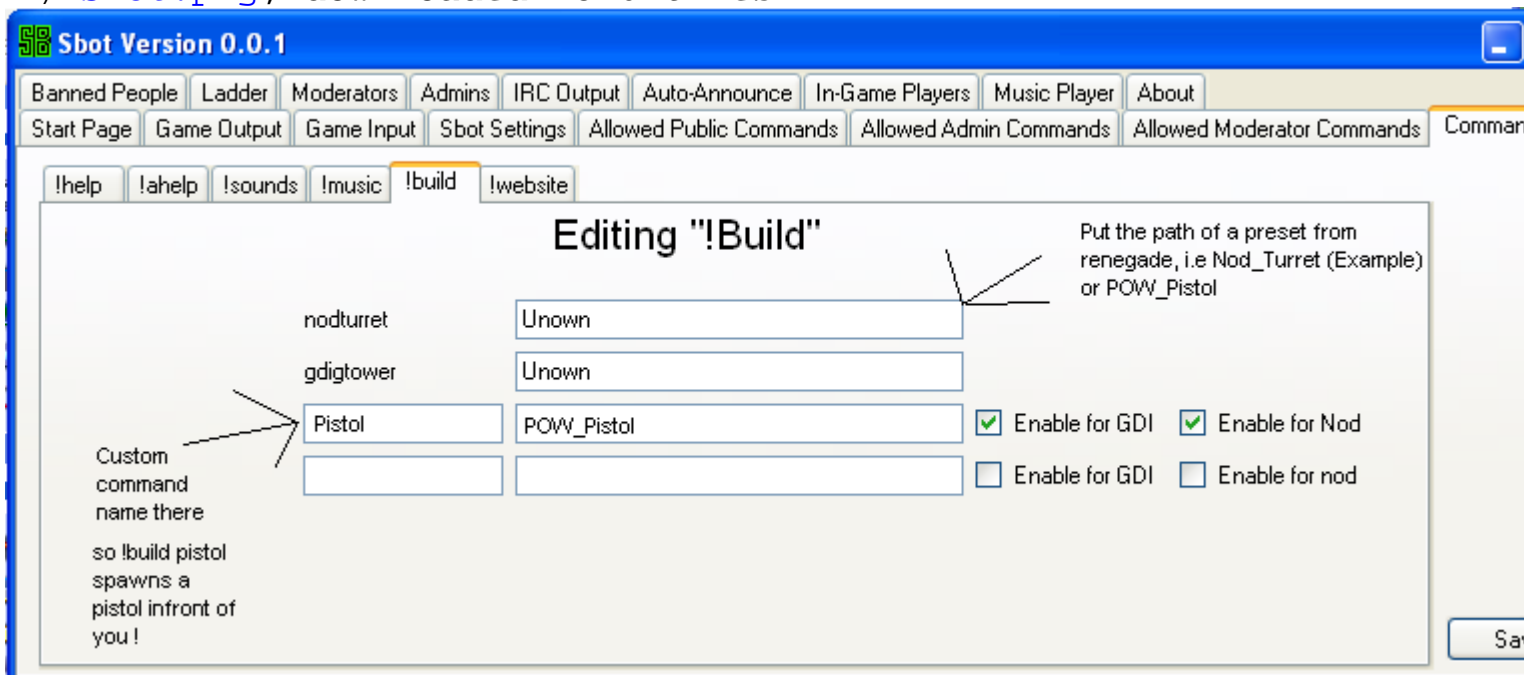 Sbot Version 0.0.1
Banned People Ladder Moderators Admins IRC Output Auto-Announce In-Game Players Music Player About
Start Page Game Output Game Input Sbot Settings Allowed Public Commands Allowed Admin Commands Allowed Moderator Commands
!help !ahelp !sounds !music !build !website
Editing "!Build"
Put the path of a preset from
renegade, i.e Nod_Turret (Example)
or POW_Pistol
nodturret Unown
gdigtower Unown
Pistol POW_Pistol Enable for GDI Enable for Nod
Enable for GDI Enable for nod
Custom
command
name there
so !build pistol
spawns a
pistol infront of
you !